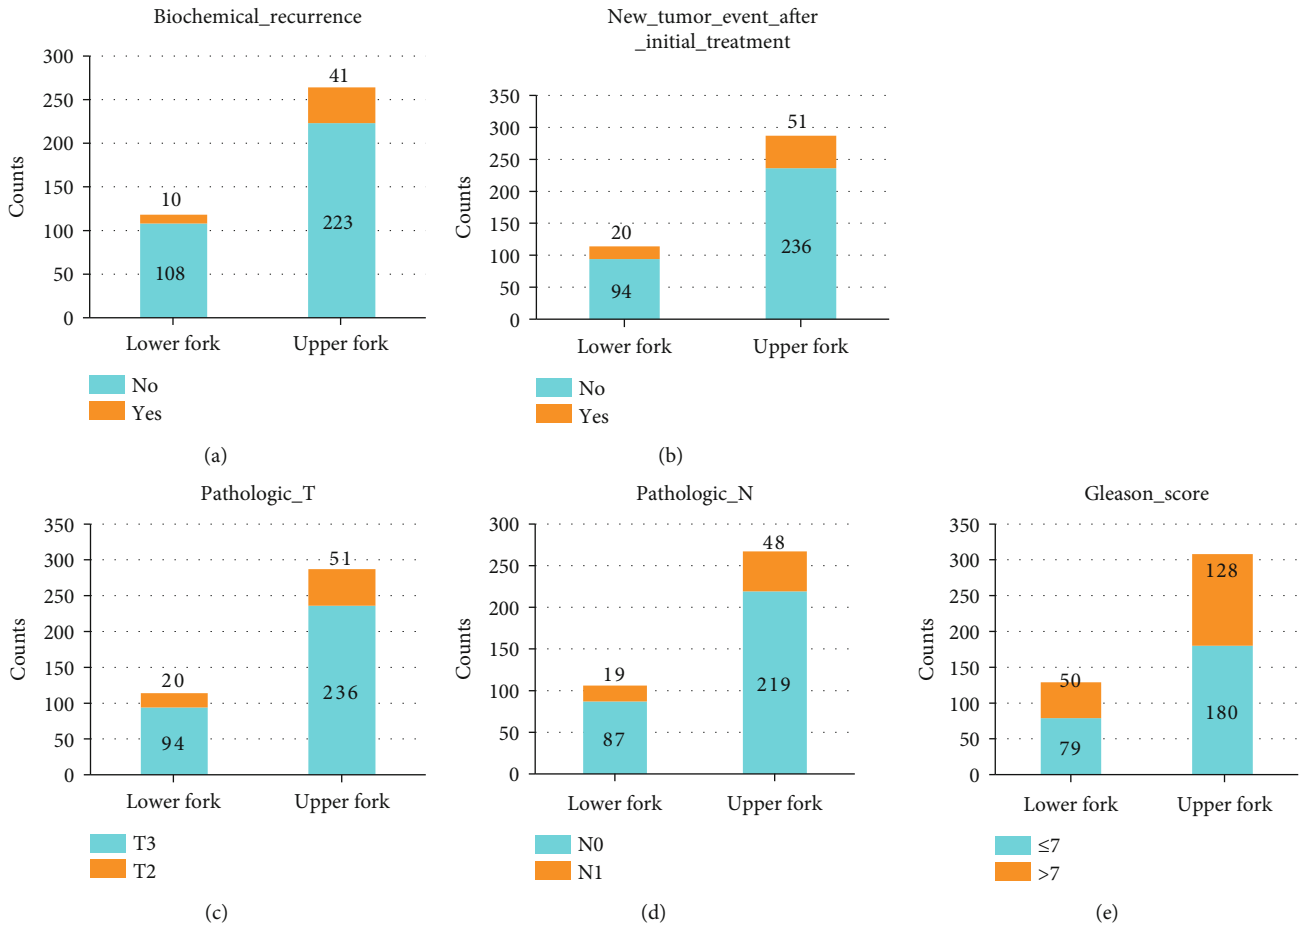 Biochemical_recurrence
300
250
200
150
100
50
0
Counts
41
10
223
108
Lower fork
Upper fork
No
Yes
(a)
New_tumor_event_after
_initial_treatment
350
300
250
200
150
100
50
0
Counts
51
20
236
94
Lower fork
Upper fork
No
Yes
(b)
Pathologic_T
350
300
250
200
150
100
50
0
Counts
51
20
236
94
Lower fork
Upper fork
T3
T2
(c)
Pathologic_N
300
250
200
150
100
50
0
Counts
48
19
219
87
Lower fork
Upper fork
N0
N1
(d)
Gleason_score
350
300
250
200
150
100
50
0
Counts
128
50
180
79
Lower fork
Upper fork
≤7
>7
(e)